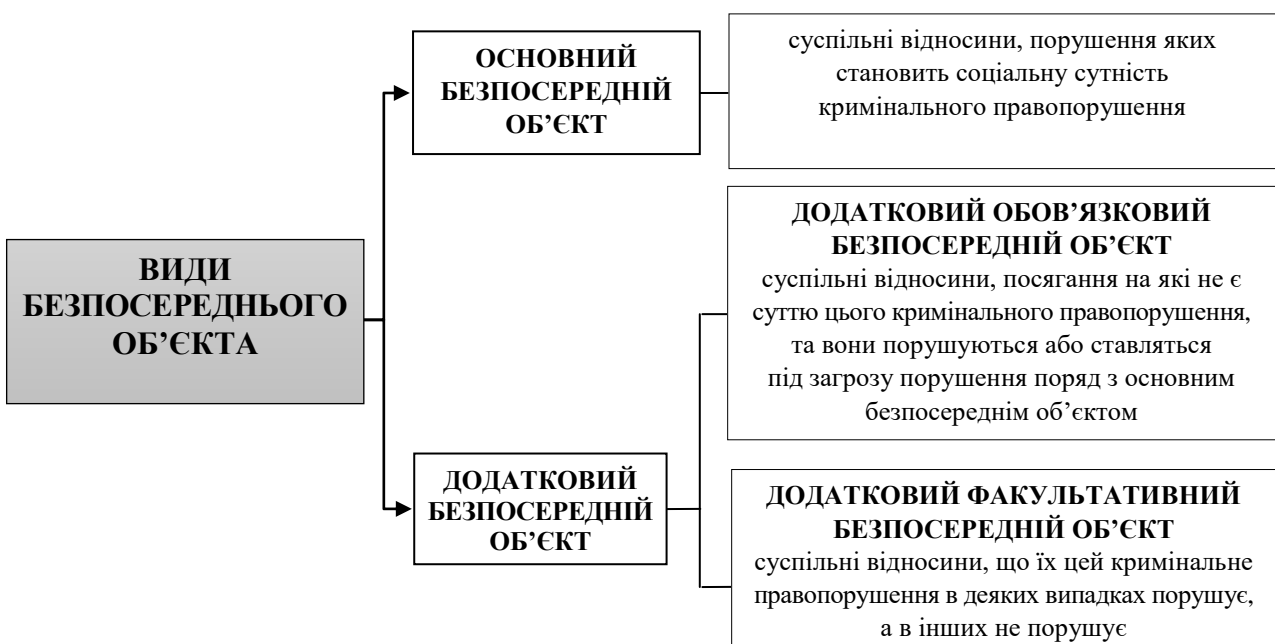 ВИДИ
БЕЗПОСЕРЕДНЬОГО
ОБ’ЄКТА
ОСНОВНИЙ
БЕЗПОСЕРЕДНІЙ
ОБ’ЄКТ
суспільні відносини, порушення яких
становить соціальну сутність
кримінального правопорушення
ДОДАТКОВИЙ
БЕЗПОСЕРЕДНІЙ
ОБ’ЄКТ
ДОДАТКОВИЙ ОБОВ’ЯЗКОВИЙ
БЕЗПОСЕРЕДНІЙ ОБ’ЄКТ
суспільні відносини, посягання на які не є
суттю цього кримінального правопорушення,
та вони порушуються або ставляться
під загрозу порушення поряд з основним
безпосереднім об’єктом
ДОДАТКОВИЙ ФАКУЛЬТАТИВНИЙ
БЕЗПОСЕРЕДНІЙ ОБ’ЄКТ
суспільні відносини, що їх цей кримінальне
правопорушення в деяких випадках порушує,
а в інших не порушує